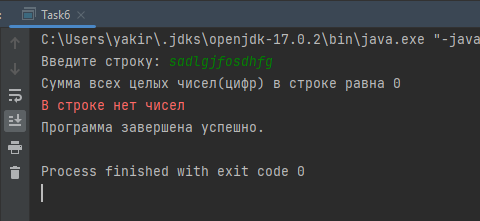 Task6
C:\Users\yakir\.jdks\openjdk-17.0.2\bin\java.exe "-java
Введите строку: sadlgjfosdhfg
Сумма всех целых чисел(цифр) в строке равна 0
В строке нет чисел
Программа завершена успешно.
Process finished with exit code 0